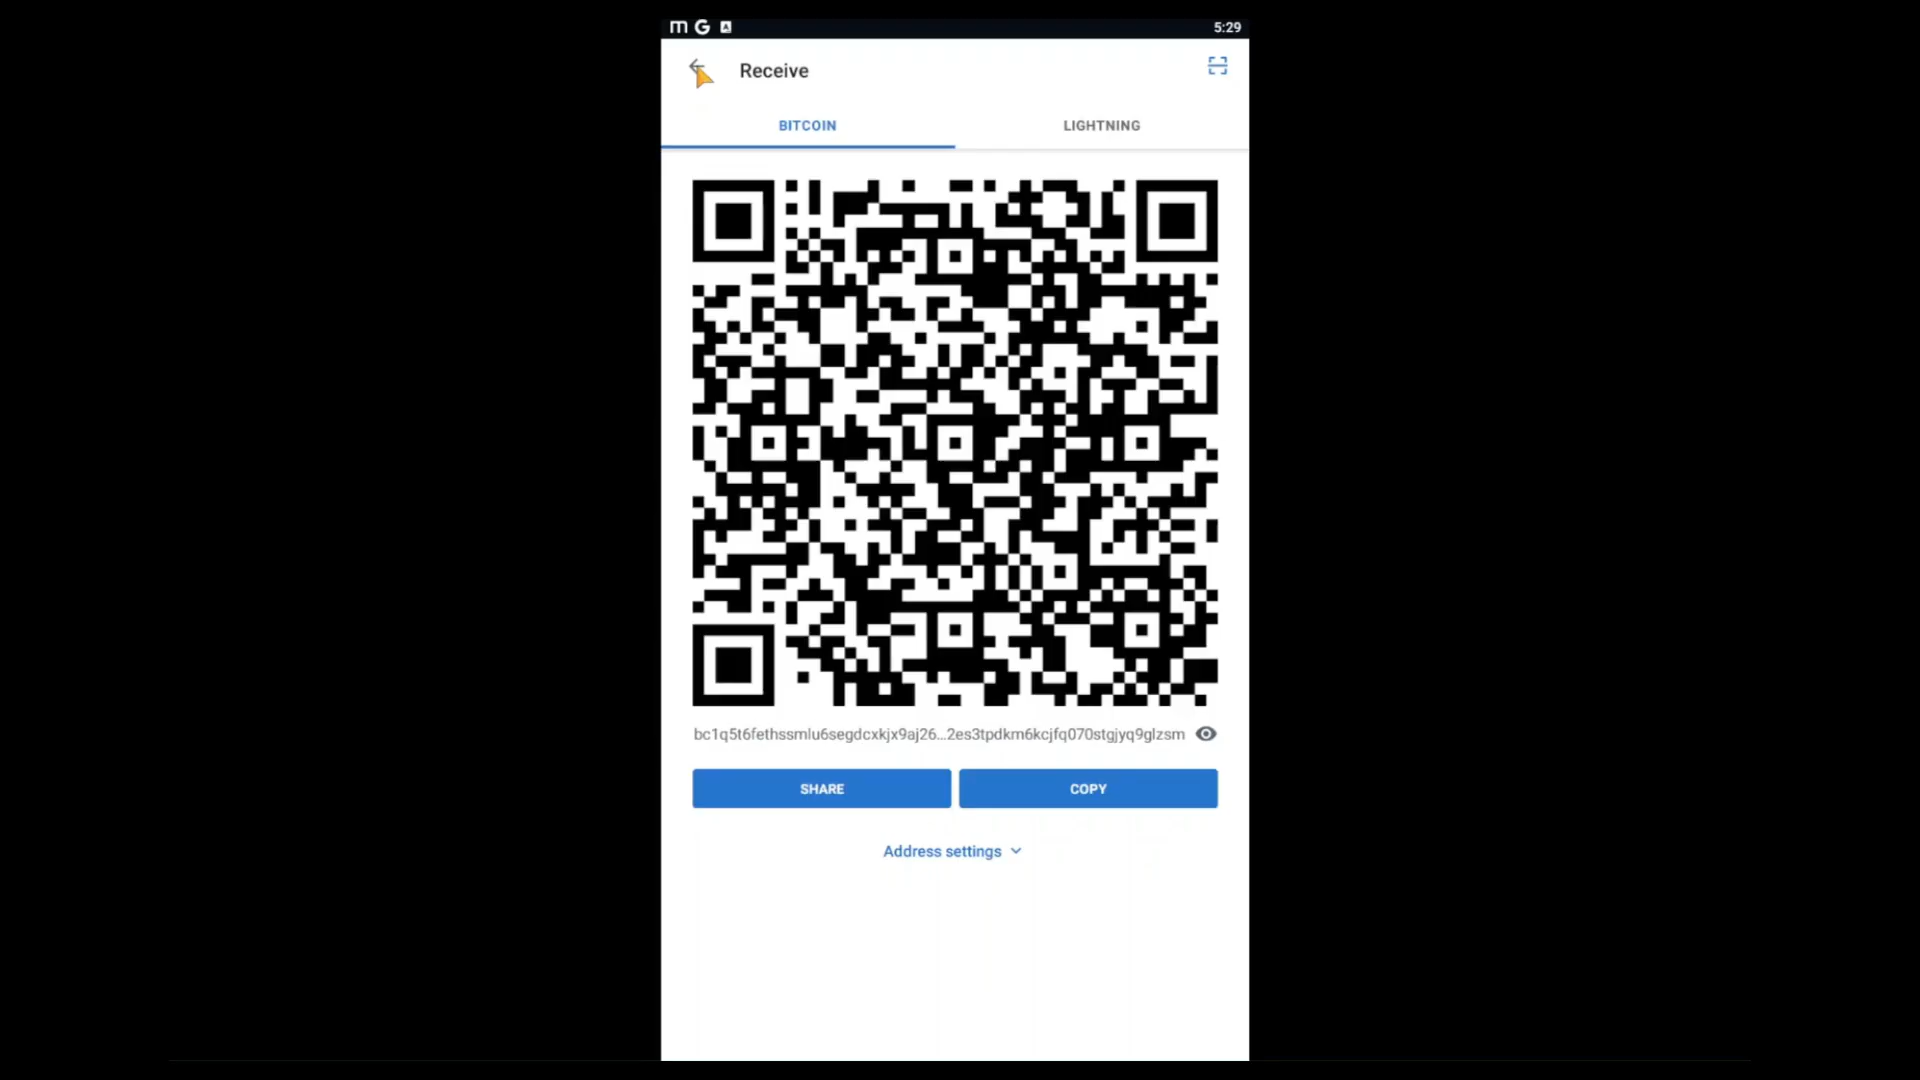 5:29
Receive
BITCOIN
LIGHTNING
bc1q5t6fethssmlu6segdcxkjx9aj26...2es3tpdkm6kcjfq070stgjyq9glzsm
SHARE
COPY
Address settings